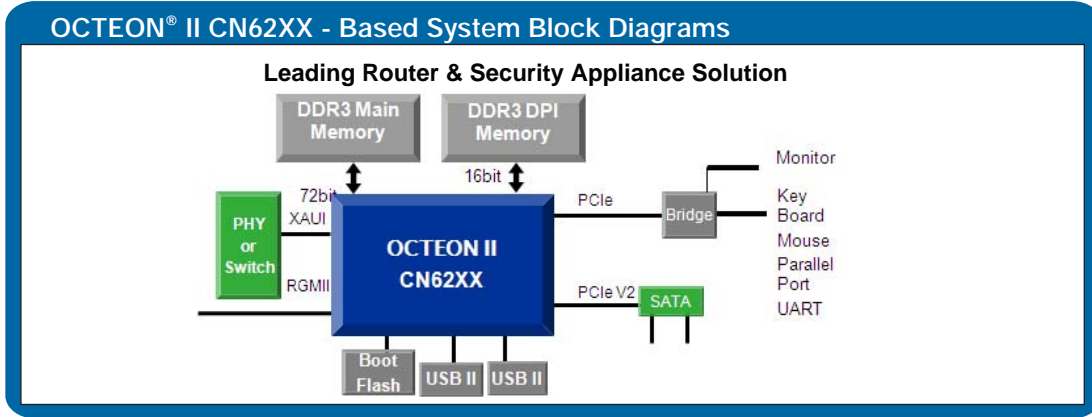 OCTEON® II CN62XX - Based System Block Diagrams
Leading Router & Security Appliance Solution
DDR3 Main
Memory
DDR3 DPI
Memory
72bit
16bit
PHY
or
Switch
XAUI
RGMII
OCTEON II
CN62XX
PCIe
Bridge
Monitor
Key
Board
Mouse
Parallel
Port
UART
PCIe V2
SATA
Boot
Flash
USB II
USB II